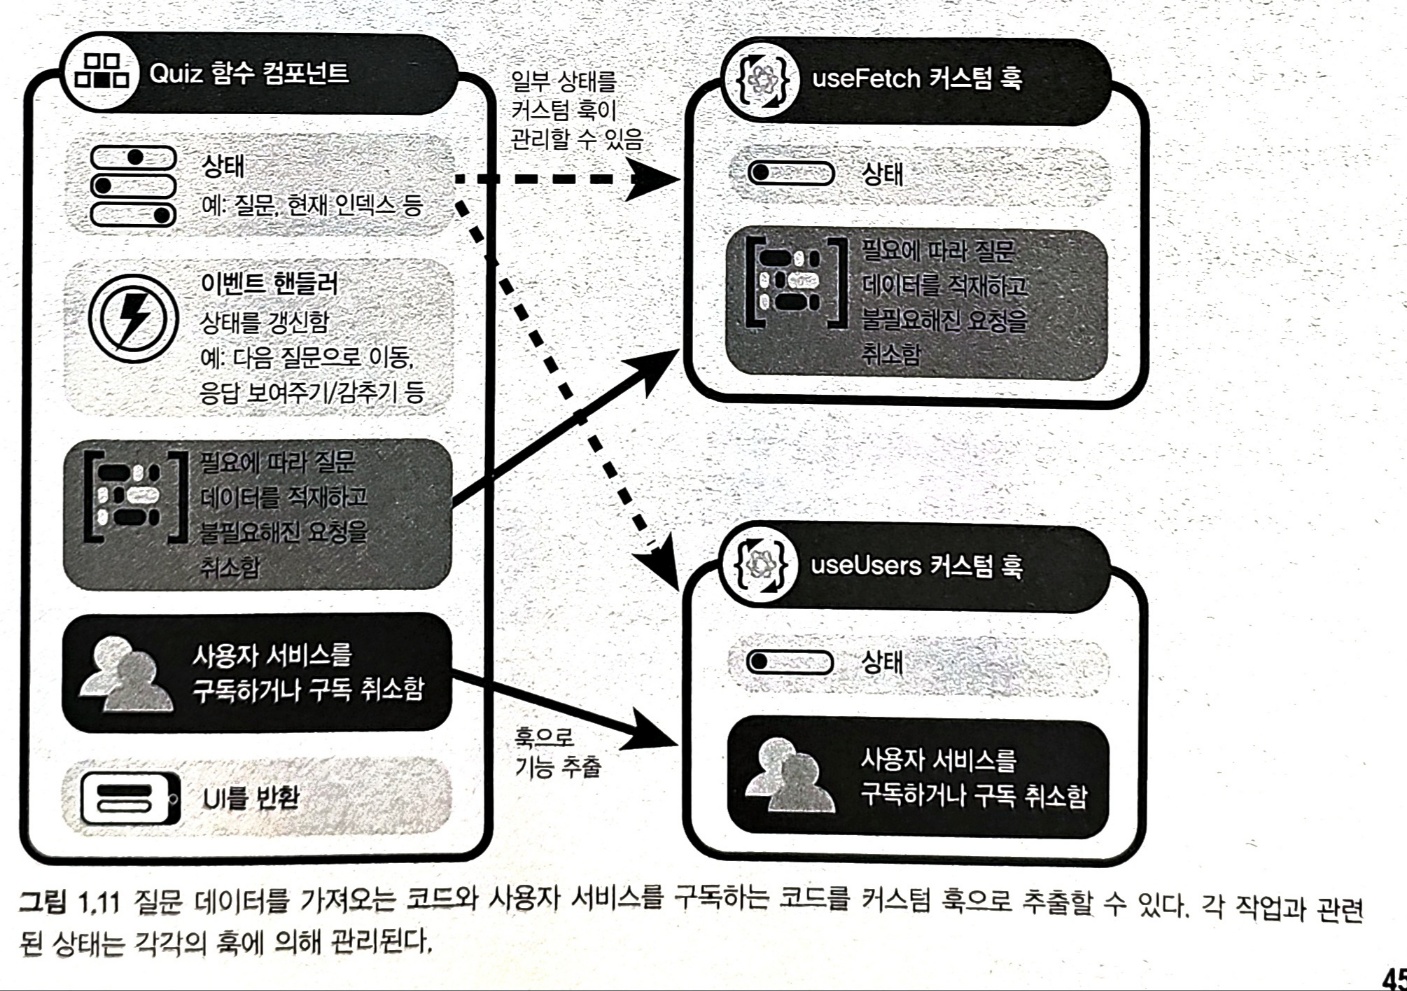 Quiz 함수 컴포넌트
상태
예: 질문, 현재 인덱스 등
이벤트 핸들러
상태를 갱신함
예: 다음 질문으로 이동,
응답 보여주기/감추기 등
필요에 따라 질문
데이터를 적재하고
불필요해진 요청을
취소함
사용자 서비스를
구독하거나 구독 취소함
UI를 반환
일부 상태를
커스텀 훅이
관리할 수 있음
훅으로
기능 추출
useFetch 커스텀 훅
상태
필요에 따라 질문
데이터를 적재하고
불필요해진 요청을
취소함
useUsers 커스텀 훅
상태
사용자 서비스를
구독하거나 구독 취소함
그림 1.11 질문 데이터를 가져오는 코드와 사용자 서비스를 구독하는 코드를 커스텀 훅으로 추출할 수 있다. 각 작업과 관련
된 상태는 각각의 훅에 의해 관리된다.
45